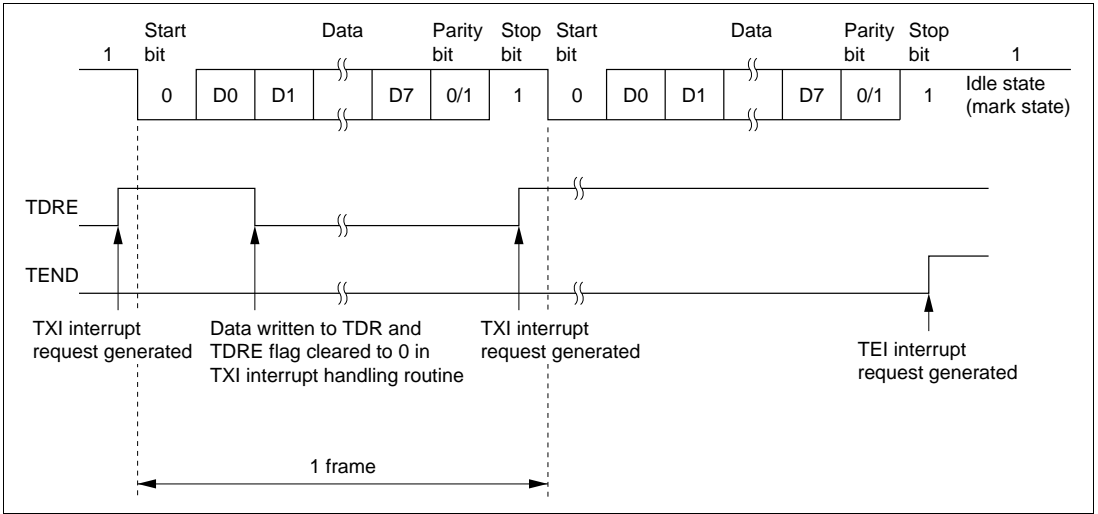 1
Start bit
Data
Parity bit
Stop bit
Start bit
Data
Parity bit
Stop bit
1
0
D0
D1
D7
0/1
1
0
D0
D1
D7
0/1
1
Idle state
(mark state)
TDRE
TEND
TXI interrupt
request generated
Data written to TDR and
TDRE flag cleared to 0 in
TXI interrupt handling routine
TXI interrupt
request generated
TEI interrupt
request generated
1 frame